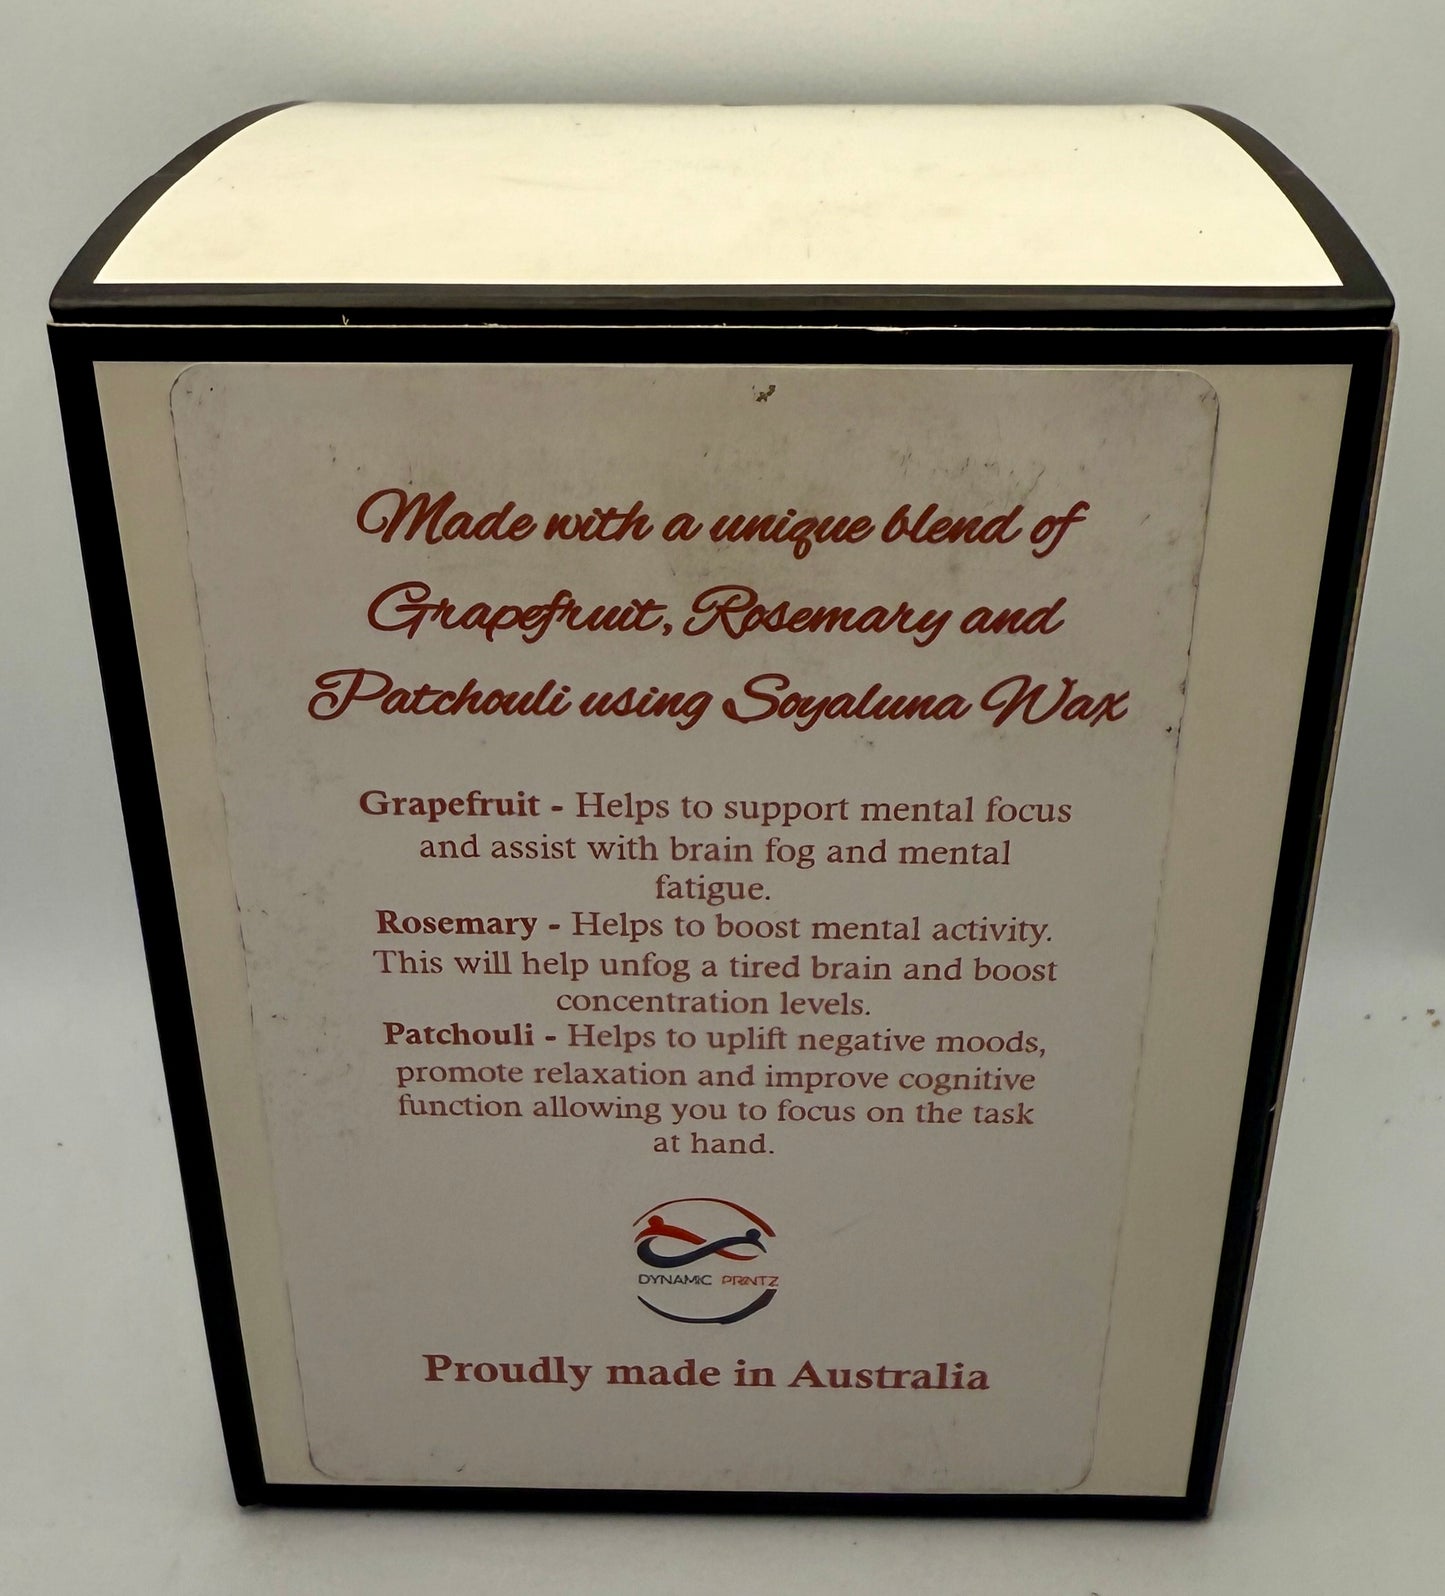 Made with a unique blend of
Grapefruit, Rosemary and
Patchouli using Soyaluna Wax
Grapefruit - Helps to support mental focus
and assist with brain fog and mental
fatigue.
Rosemary - Helps to boost mental activity.
This will help unfog a tired brain and boost
concentration levels.
Patchouli - Helps to uplift negative moods,
promote relaxation and improve cognitive
function allowing you to focus on the task
at hand.
DYNAMIC PRINTZ
Proudly made in Australia